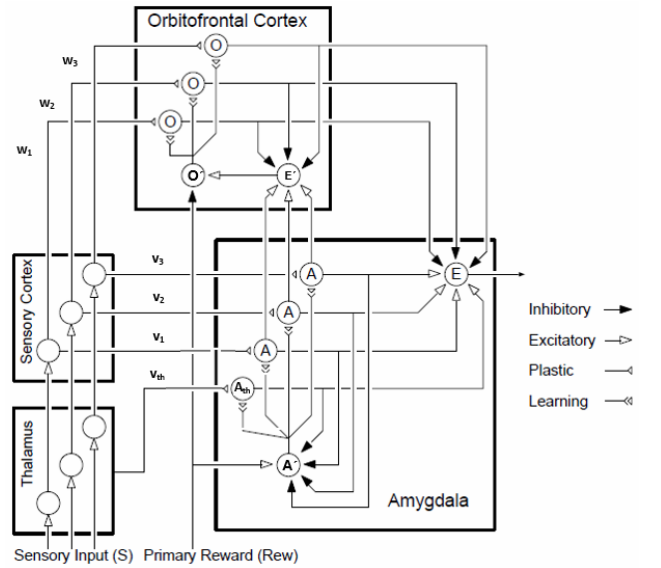 Orbitofrontal Cortex
O
w₃
O
w₂
O
w₁
O´
E´
Sensory Cortex
v₃
A
E
v₂
A
v₁
A
vth
Ath
Thalamus
A´
Amygdala
Inhibitory
Excitatory
Plastic
Learning
Sensory Input (S) Primary Reward (Rew)